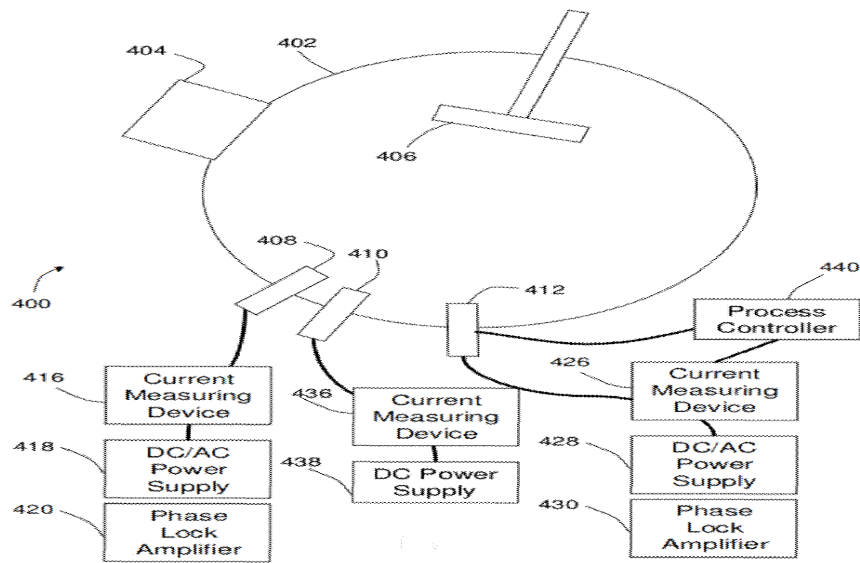 404
402
406
408
410
400
412
440
Process
Controller
416
Current
Measuring
Device
436
Current
Measuring
Device
426
Current
Measuring
Device
418
DC/AC
Power
Supply
438
DC Power
Supply
428
DC/AC
Power
Supply
420
Phase
Lock
Amplifier
430
Phase
Lock
Amplifier